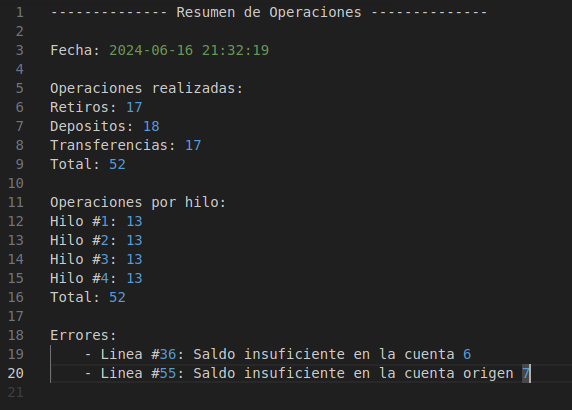 1 -------------- Resumen de Operaciones --------------
2
3 Fecha: 2024-06-16 21:32:19
4
5 Operaciones realizadas:
6 Retiros: 17
7 Depositos: 18
8 Transferencias: 17
9 Total: 52
10
11 Operaciones por hilo:
12 Hilo #1: 13
13 Hilo #2: 13
14 Hilo #3: 13
15 Hilo #4: 13
16 Total: 52
17
18 Errores:
19 - Linea #36: Saldo insuficiente en la cuenta 6
20 - Linea #55: Saldo insuficiente en la cuenta origen 7
21